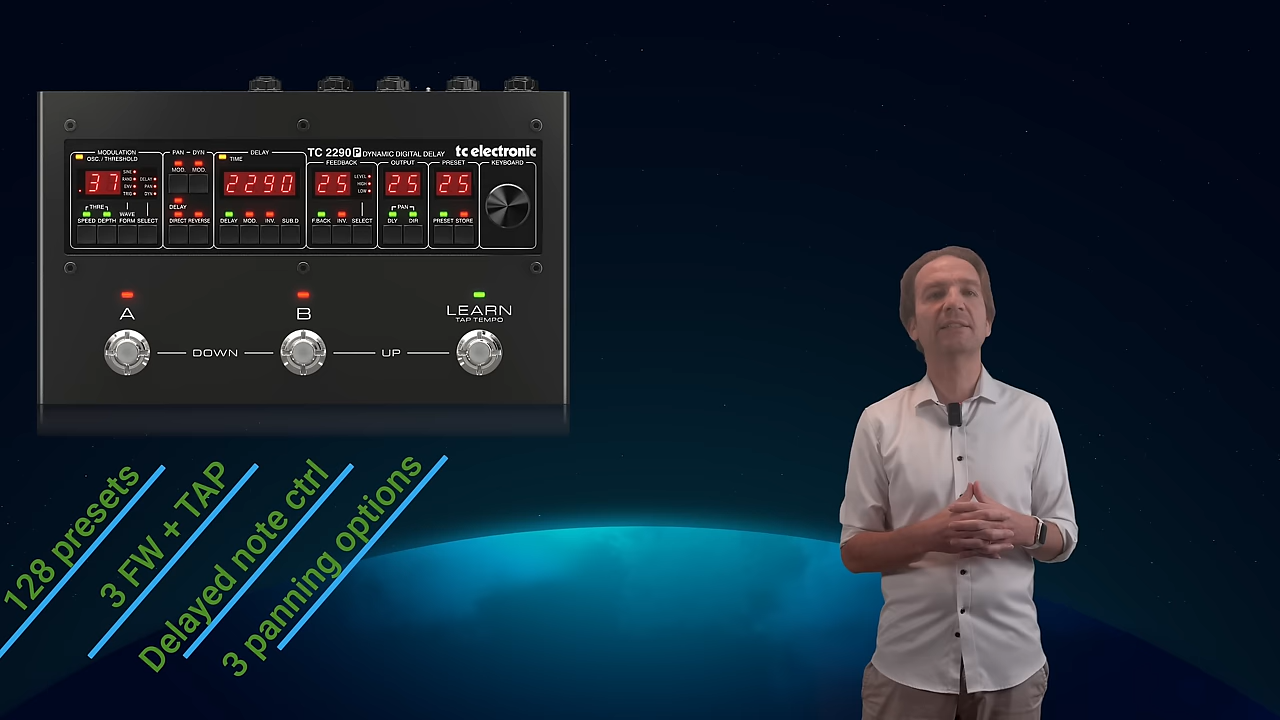 MODULATION
OSC. / THRESHOLD
.37
SINE
RAND
ENV
TRIG
DELAY
PAN
DYN
THRE
SPEED DEPTH
WAVE
FORM SELECT
PAN DYN
MOD. MOD.
DELAY
DIRECT REVERSE
DELAY
TIME
2290
DELAY MOD. INV. SUB.D
TC 2290 P DYNAMIC DIGITAL DELAY
tc electronic
FEEDBACK
25
LEVEL
HIGH
LOW
F.BACK INV. SELECT
OUTPUT
25
PAN
DLY DIR
PRESET
25
PRESET STORE
KEYBOARD
A
B
LEARN
TAP TEMPO
DOWN
UP
128 presets
3 FW + TAP
Delayed note ctrl
3 panning options